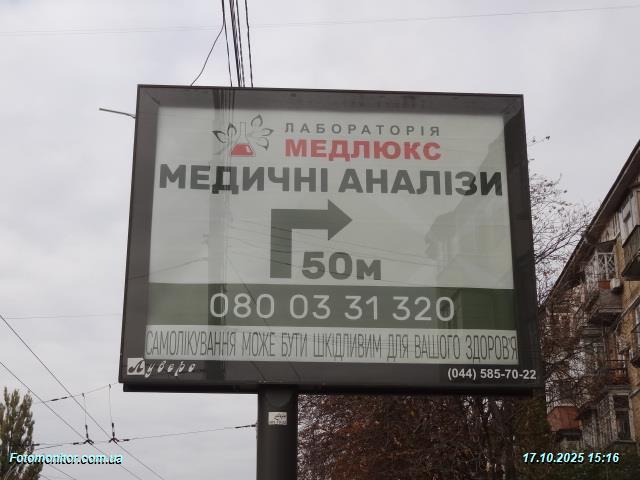 ЛАБОРАТОРІЯ
МЕДЛЮКС
МЕДИЧНІ АНАЛІЗИ
50м
080 03 31 320
САМОЛІКУВАННЯ МОЖЕ БУТИ ШКІДЛИВИМ ДЛЯ ВАШОГО ЗДОРОВ'Я
Луверс
(044) 585-70-22
Fotomonitor.com.ua
17.10.2025 15:16